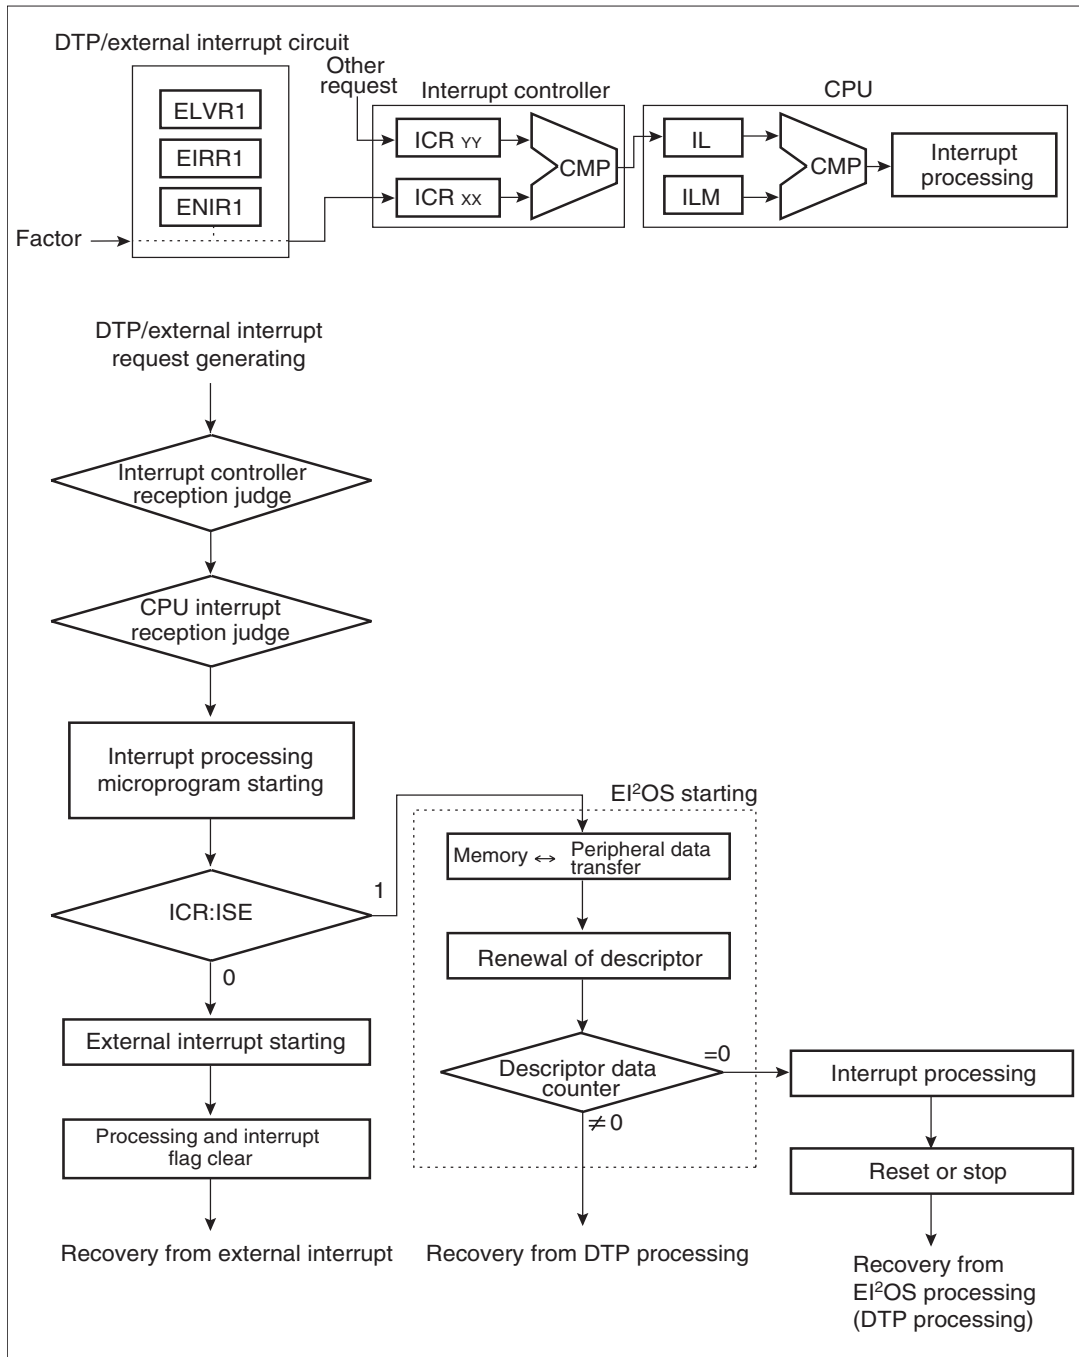 DTP/external interrupt circuit
ELVR1
EIRR1
ENIR1
Factor
Other
request
Interrupt controller
ICR YY
ICR XX
CMP
CPU
IL
ILM
CMP
Interrupt
processing
DTP/external interrupt
request generating
Interrupt controller
reception judge
CPU interrupt
reception judge
Interrupt processing
microprogram starting
ICR:ISE
1
0
External interrupt starting
Processing and interrupt
flag clear
Recovery from external interrupt
EI²OS starting
Memory ↔ Peripheral data
transfer
Renewal of descriptor
Descriptor data
counter
=0
≠0
Recovery from DTP processing
Interrupt processing
Reset or stop
Recovery from
EI²OS processing
(DTP processing)